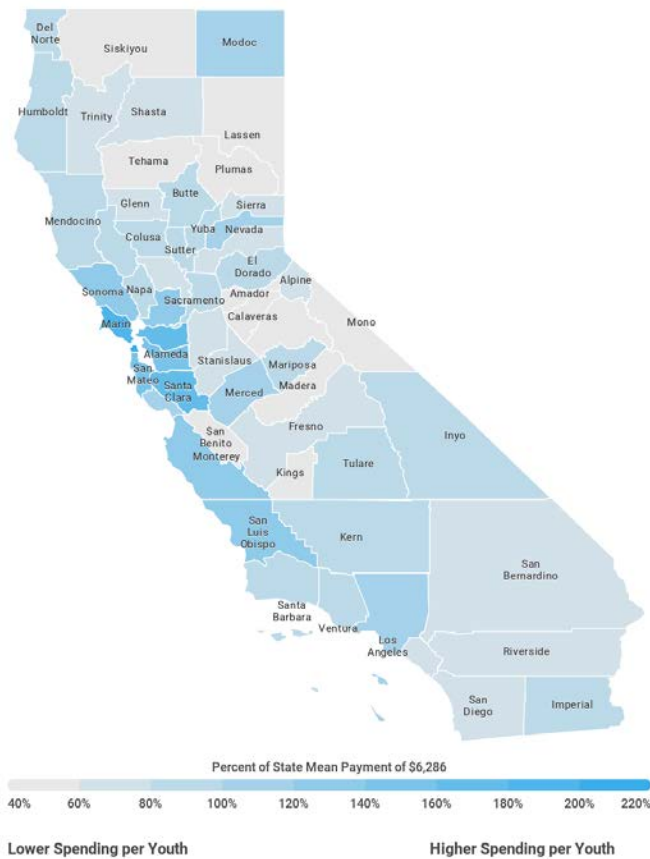 Del
Norte
Siskiyou
Modoc
Humboldt
Trinity
Shasta
Lassen
Tehama
Plumas
Glenn
Butte
Sierra
Mendocino
Colusa
Yuba
Nevada
Sutter
El
Dorado
Alpine
Sonoma
Napa
Sacramento
Amador
Calaveras
Mono
Marin
Alameda
Stanislaus
San
Mateo
Santa
Clara
Mariposa
Merced
Madera
San
Benito
Monterey
Fresno
Inyo
Kings
Tulare
San
Luis
Obispo
Kern
San
Bernardino
Santa
Barbara
Ventura
Los
Angeles
Riverside
San
Diego
Imperial
Percent of State Mean Payment of $6,286
40% 60% 80% 100% 120% 140% 160% 180% 200% 220%
Lower Spending per Youth Higher Spending per Youth